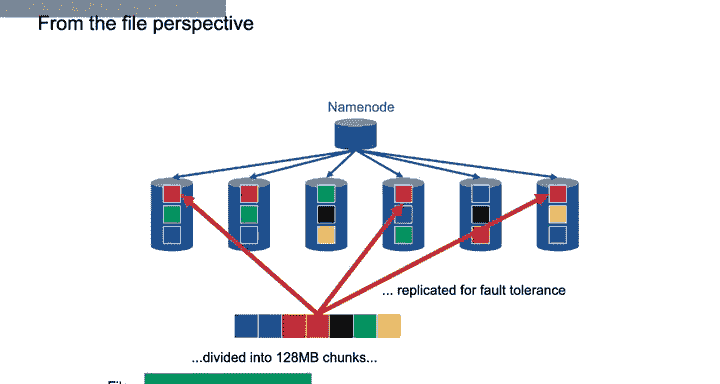 From the file perspective
Namenode
... replicated for fault tolerance
...divided into 128MB chunks...